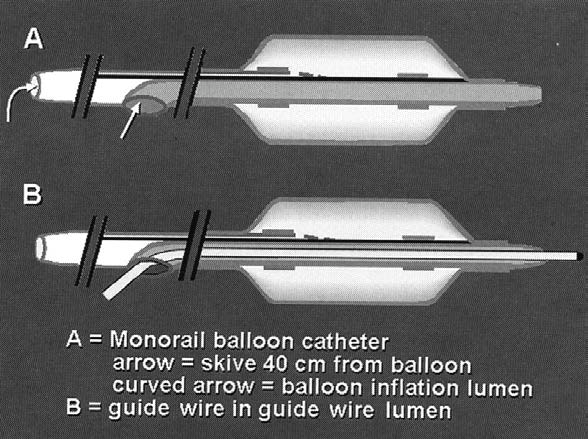 A
B
A = Monorail balloon catheter
arrow = skive 40 cm from balloon
curved arrow = balloon inflation lumen
B = guide wire in guide wire lumen